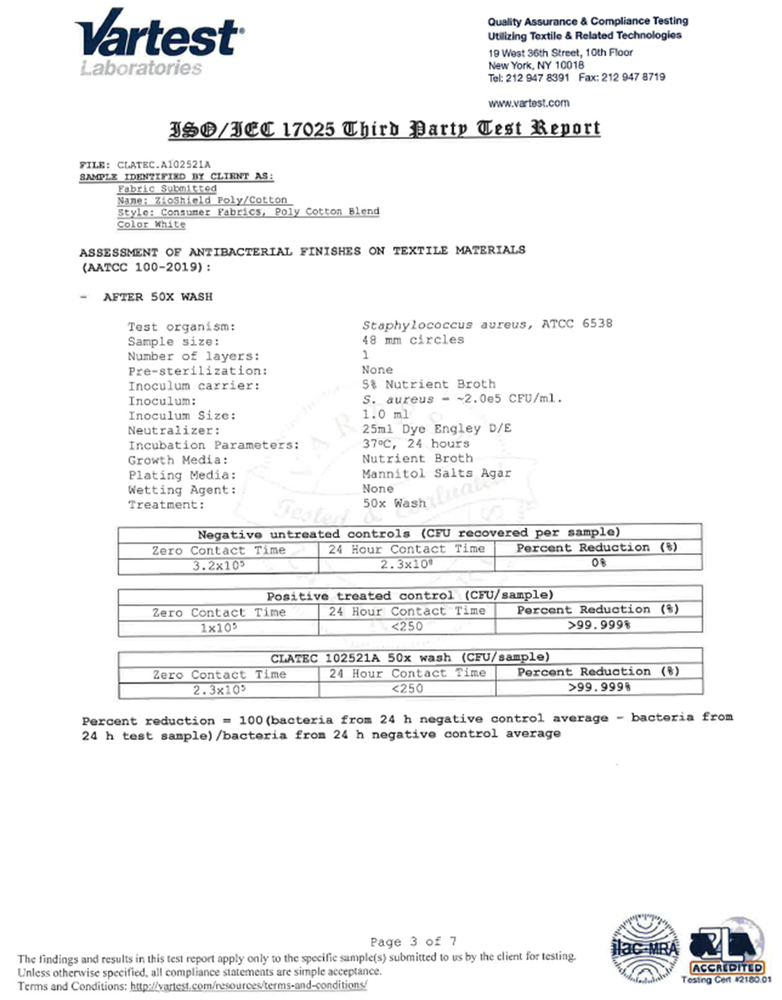 Vartest
Laboratories
Quality Assurance & Compliance Testing
Utilizing Textile & Related Technologies
19 West 36th Street, 10th Floor
New York, NY 10018
Tel: 212 947 8391 Fax: 212 947 8719
www.vartest.com
ISO/IEC 17025 Third Party Test Report
FILE: CLATEC.A102521A
SAMPLE IDENTIFIED BY CLIENT AS:
Fabric Submitted
Name: ZioShield Poly/Cotton
Style: Consumer Fabrics, Poly Cotton Blend
Color White
ASSESSMENT OF ANTIBACTERIAL FINISHES ON TEXTILE MATERIALS
(AATCC 100-2019):
- AFTER 50X WASH
Test organism: Staphylococcus aureus, ATCC 6538
Sample size: 48 mm circles
Number of layers: 1
Pre-sterilization: None
Inoculum carrier: 5% Nutrient Broth
Inoculum: S. aureus - ~2.0e5 CFU/ml.
Inoculum Size: 1.0 ml
Neutralizer: 25ml Dye Engley D/E
Incubation Parameters: 37ºC, 24 hours
Growth Media: Nutrient Broth
Plating Media: Mannitol Salts Agar
Wetting Agent: None
Treatment: 50x Wash
Tested & Evaluated
Negative untreated controls (CFU recovered per sample)
Zero Contact Time 24 Hour Contact Time Percent Reduction (%)
3.2x10⁵ 2.3x10⁸ 0%
Positive treated control (CFU/sample)
Zero Contact Time 24 Hour Contact Time Percent Reduction (%)
1x10⁵ <250 >99.999%
CLATEC 102521A 50x wash (CFU/sample)
Zero Contact Time 24 Hour Contact Time Percent Reduction (%)
2.3x10⁵ <250 >99.999%
Percent reduction = 100(bacteria from 24 h negative control average - bacteria from
24 h test sample)/bacteria from 24 h negative control average
Page 3 of 7
The findings and results in this test report apply only to the specific sample(s) submitted to us by the client for testing.
Unless otherwise specified, all compliance statements are simple acceptance.
Terms and Conditions: http://vartest.com/resources/terms-and-conditions/
ilac-MRA
A2LA
ACCREDITED
Testing Cert #2180.01